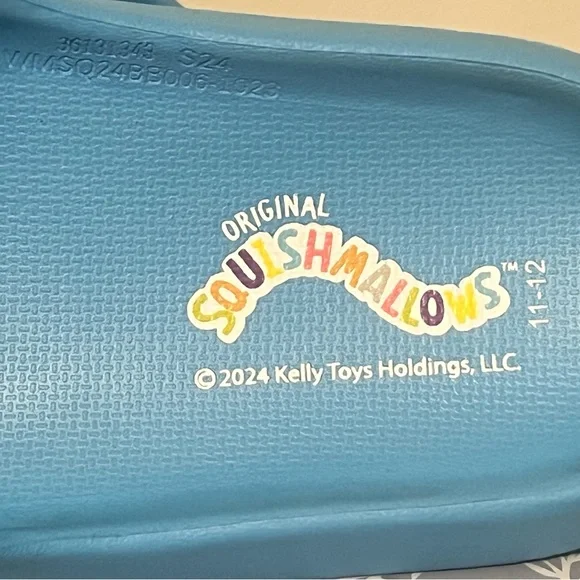 36131343 S24
WMSQ24BB006-1023
ORIGINAL
SQUISHMALLOWS™
11-12
© 2024 Kelly Toys Holdings, LLC.